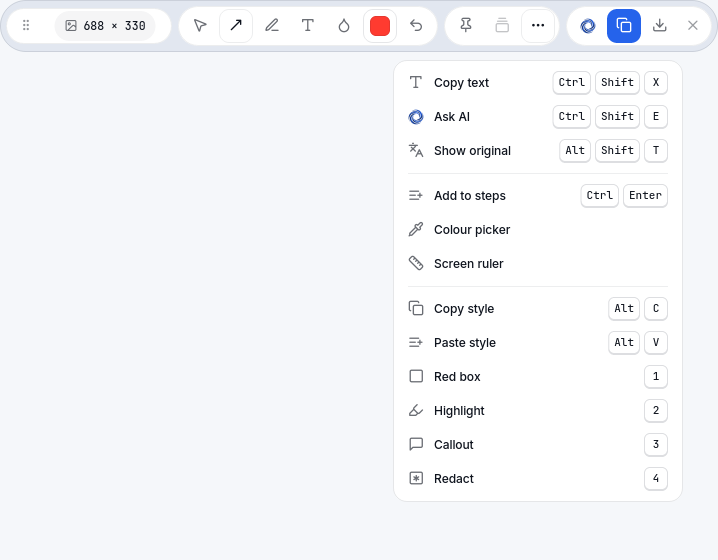 688 × 330
Copy text Ctrl Shift X
Ask AI Ctrl Shift E
Show original Alt Shift T
Add to steps Ctrl Enter
Colour picker
Screen ruler
Copy style Alt C
Paste style Alt V
Red box 1
Highlight 2
Callout 3
Redact 4